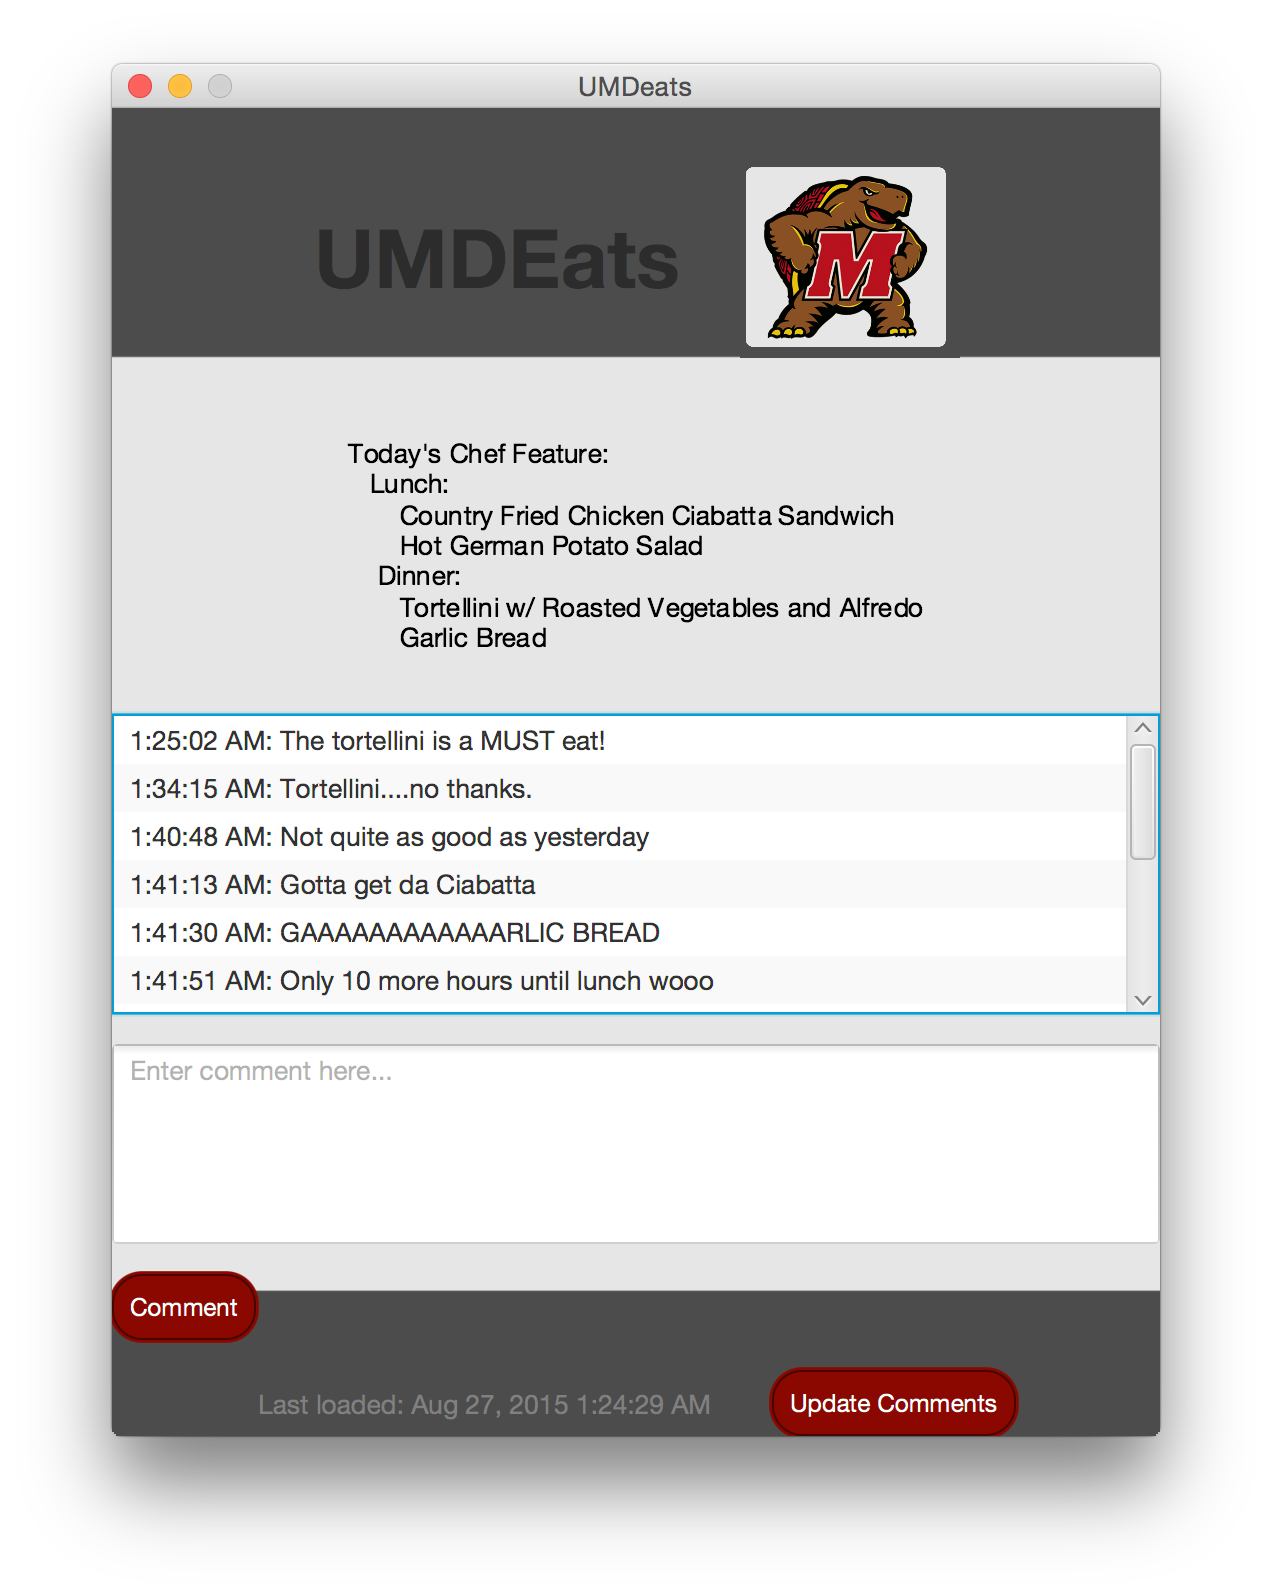 UMDeats
UMDEats
M
Today's Chef Feature:
Lunch:
Country Fried Chicken Ciabatta Sandwich
Hot German Potato Salad
Dinner:
Tortellini w/ Roasted Vegetables and Alfredo
Garlic Bread
1:25:02 AM: The tortellini is a MUST eat!
1:34:15 AM: Tortellini....no thanks.
1:40:48 AM: Not quite as good as yesterday
1:41:13 AM: Gotta get da Ciabatta
1:41:30 AM: GAAAAAAAAAAAARLIC BREAD
1:41:51 AM: Only 10 more hours until lunch wooo
Enter comment here...
Comment
Last loaded: Aug 27, 2015 1:24:29 AM
Update Comments